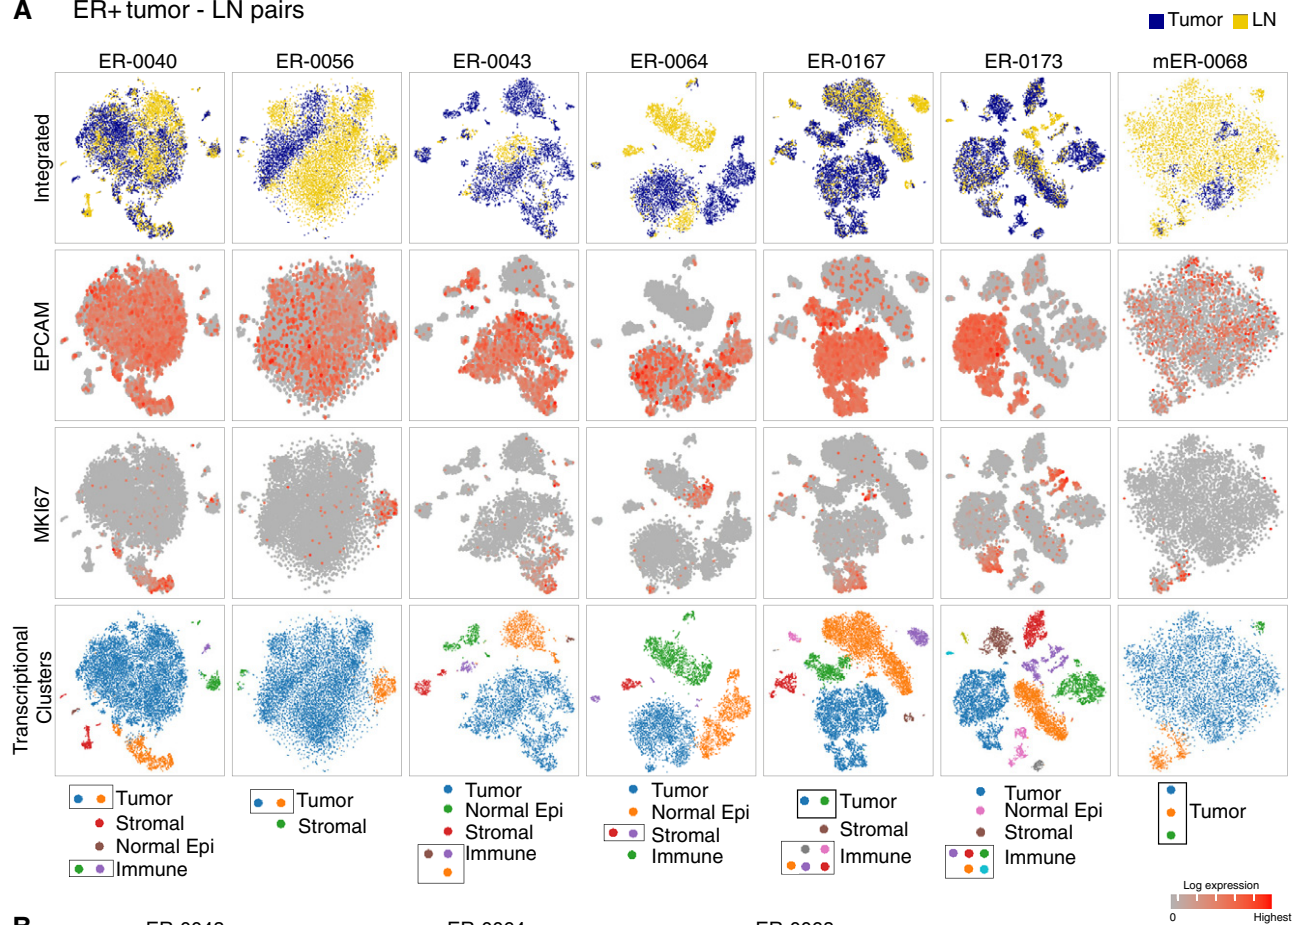 A ER+ tumor - LN pairs
Tumor LN
ER-0040 ER-0056 ER-0043 ER-0064 ER-0167 ER-0173 mER-0068
Integrated
EPCAM
MKI67
Transcriptional
Clusters
Tumor
Stromal
Normal Epi
Immune
Tumor
Stromal
Tumor
Normal Epi
Stromal
Immune
Tumor
Normal Epi
Stromal
Immune
Tumor
Stromal
Immune
Tumor
Normal Epi
Stromal
Immune
Tumor
Log expression
0 Highest